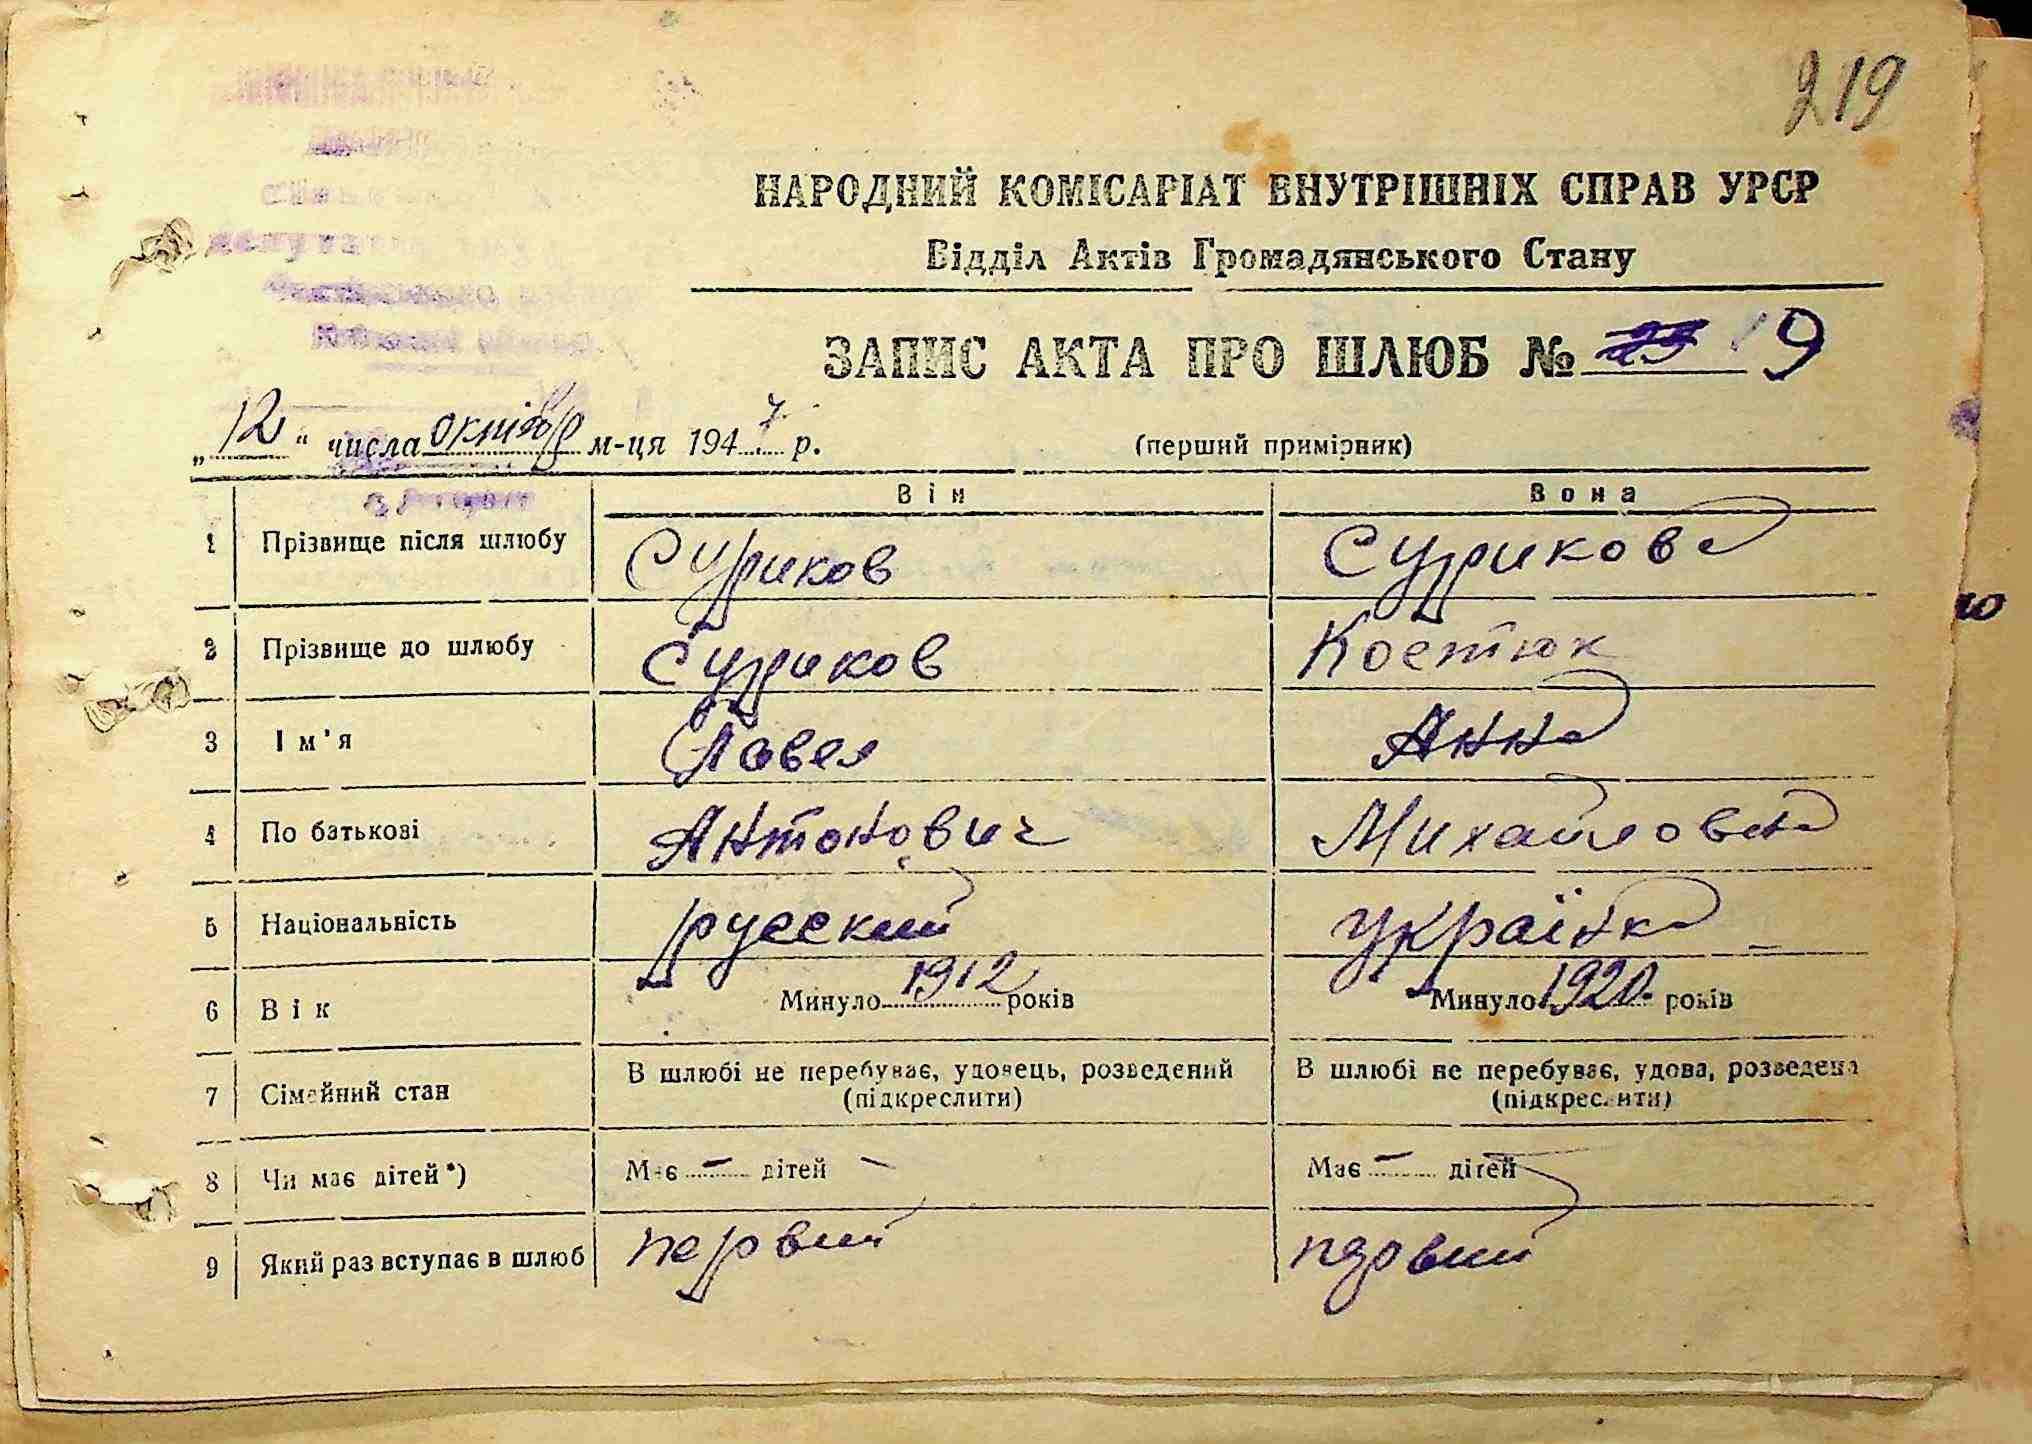 219
НАРОДНИЙ КОМІСАРІАТ ВНУТРІШНІХ СПРАВ УРСР
Відділ Актів Громадянського Стану
ЗАПИС АКТА ПРО ШЛЮБ № 19
„12“ числа октябр м-ця 1947 р. (перший примірник)
Він Вона
1 Прізвище після шлюбу Суриков Сурикова
2 Прізвище до шлюбу Суриков Костюк
3 Ім'я Павел Анна
4 По батькові Антонович Михайловна
5 Національність русский українка
6 Вік Минуло 1912 років Минуло 1920 років
7 Сімейний стан В шлюбі не перебуває, удовець, розведений В шлюбі не перебуває, удова, розведена
(підкреслити) (підкреслити)
8 Чи має дітей*) Має – дітей – Має – дітей
9 Який раз вступає в шлюб первий первий